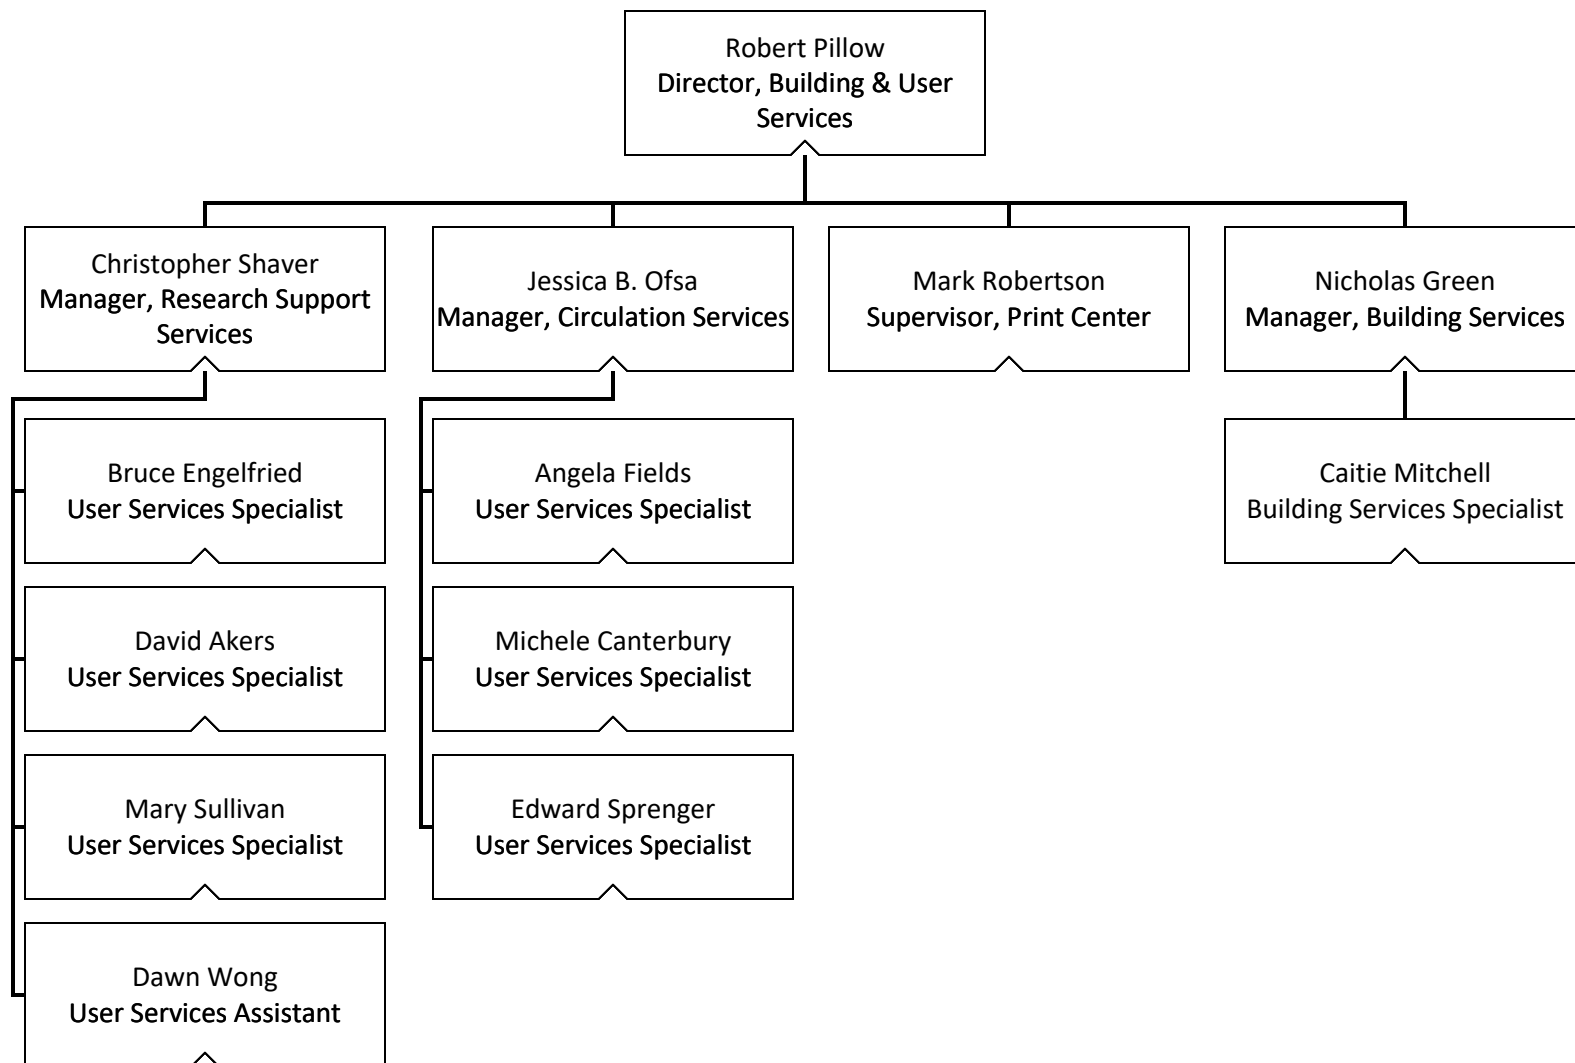 Robert Pillow
Director, Building & User
Services
Christopher Shaver
Manager, Research Support
Services
Jessica B. Ofsa
Manager, Circulation Services
Mark Robertson
Supervisor, Print Center
Nicholas Green
Manager, Building Services
Bruce Engelfried
User Services Specialist
Angela Fields
User Services Specialist
Caitie Mitchell
Building Services Specialist
David Akers
User Services Specialist
Michele Canterbury
User Services Specialist
Mary Sullivan
User Services Specialist
Edward Sprenger
User Services Specialist
Dawn Wong
User Services Assistant